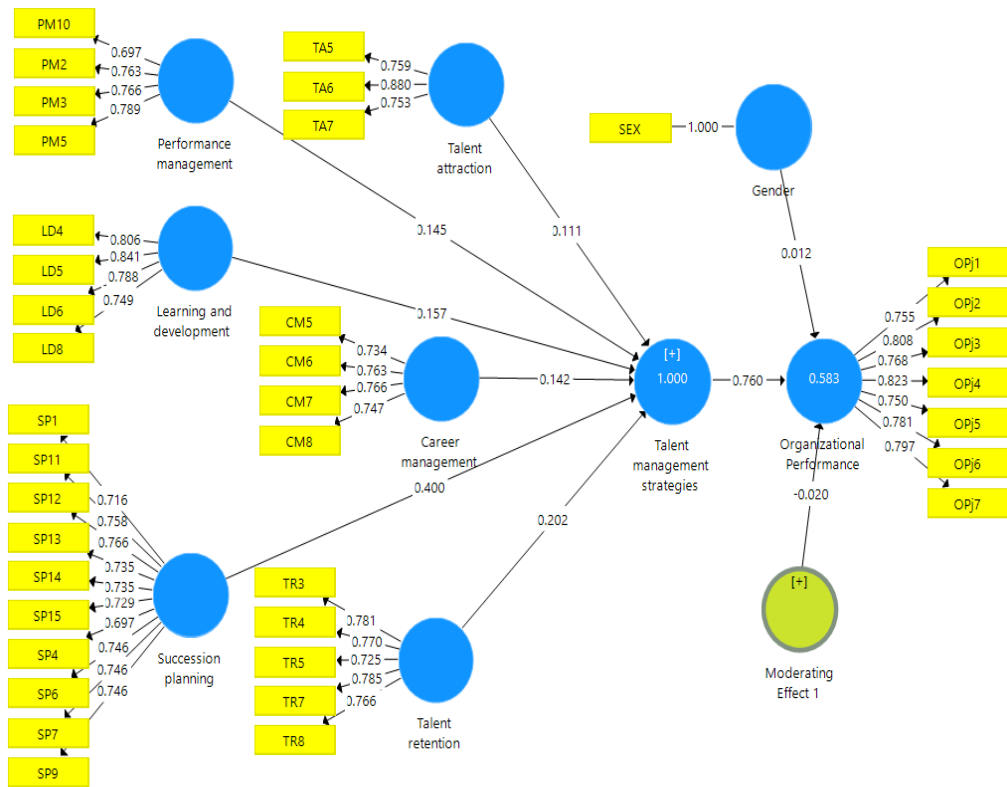 PM10
PM2
PM3
PM5
0.697
0.763
0.766
0.789
Performance
management
TA5
TA6
TA7
0.759
0.880
0.753
Talent
attraction
SEX
1.000
Gender
0.145
0.111
0.012
LD4
LD5
LD6
LD8
0.806
0.841
0.788
0.749
Learning and
development
0.157
CM5
CM6
CM7
CM8
0.734
0.763
0.766
0.747
Career
management
0.142
[+]
1.000
Talent
management
strategies
0.760
0.583
Organizational
Performance
OPj1
OPj2
OPj3
OPj4
OPj5
OPj6
OPj7
0.755
0.808
0.768
0.823
0.750
0.781
0.797
SP1
SP11
SP12
SP13
SP14
SP15
SP4
SP6
SP7
SP9
0.716
0.758
0.766
0.735
0.735
0.729
0.697
0.746
0.746
0.746
Succession
planning
0.400
0.202
TR3
TR4
TR5
TR7
TR8
0.781
0.770
0.725
0.785
0.766
Talent
retention
-0.020
[+]
Moderating
Effect 1